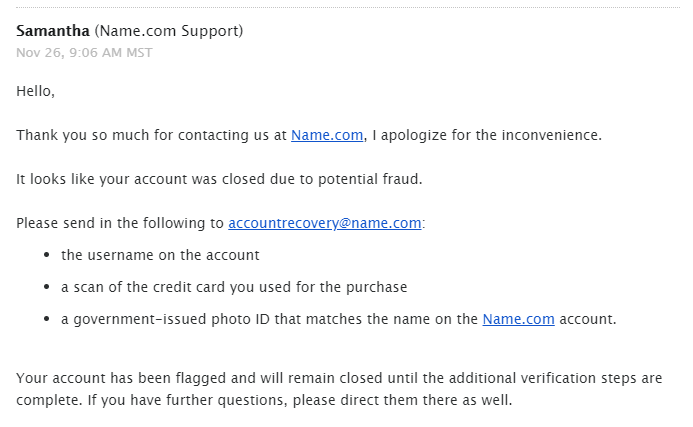 Samantha (Name.com Support)
Nov 26, 9:06 AM MST
Hello,
Thank you so much for contacting us at Name.com, I apologize for the inconvenience.
It looks like your account was closed due to potential fraud.
Please send in the following to accountrecovery@name.com:
• the username on the account
• a scan of the credit card you used for the purchase
• a government-issued photo ID that matches the name on the Name.com account.
Your account has been flagged and will remain closed until the additional verification steps are
complete. If you have further questions, please direct them there as well.